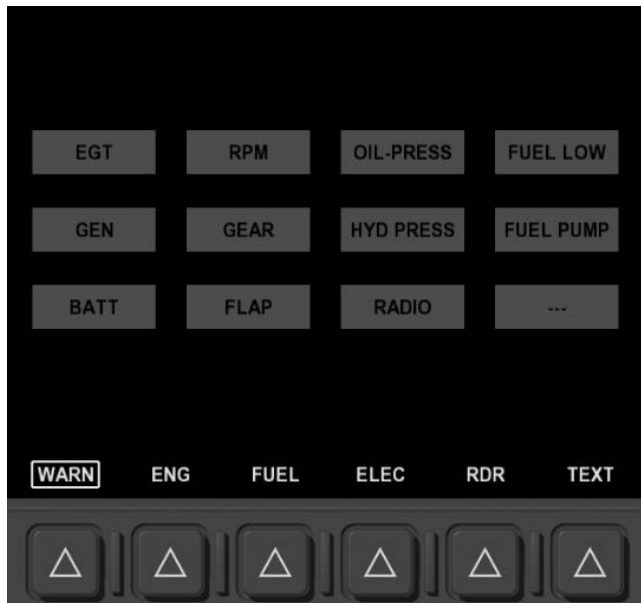 EGT RPM OIL-PRESS FUEL LOW
GEN GEAR HYD PRESS FUEL PUMP
BATT FLAP RADIO ---
WARN ENG FUEL ELEC RDR TEXT